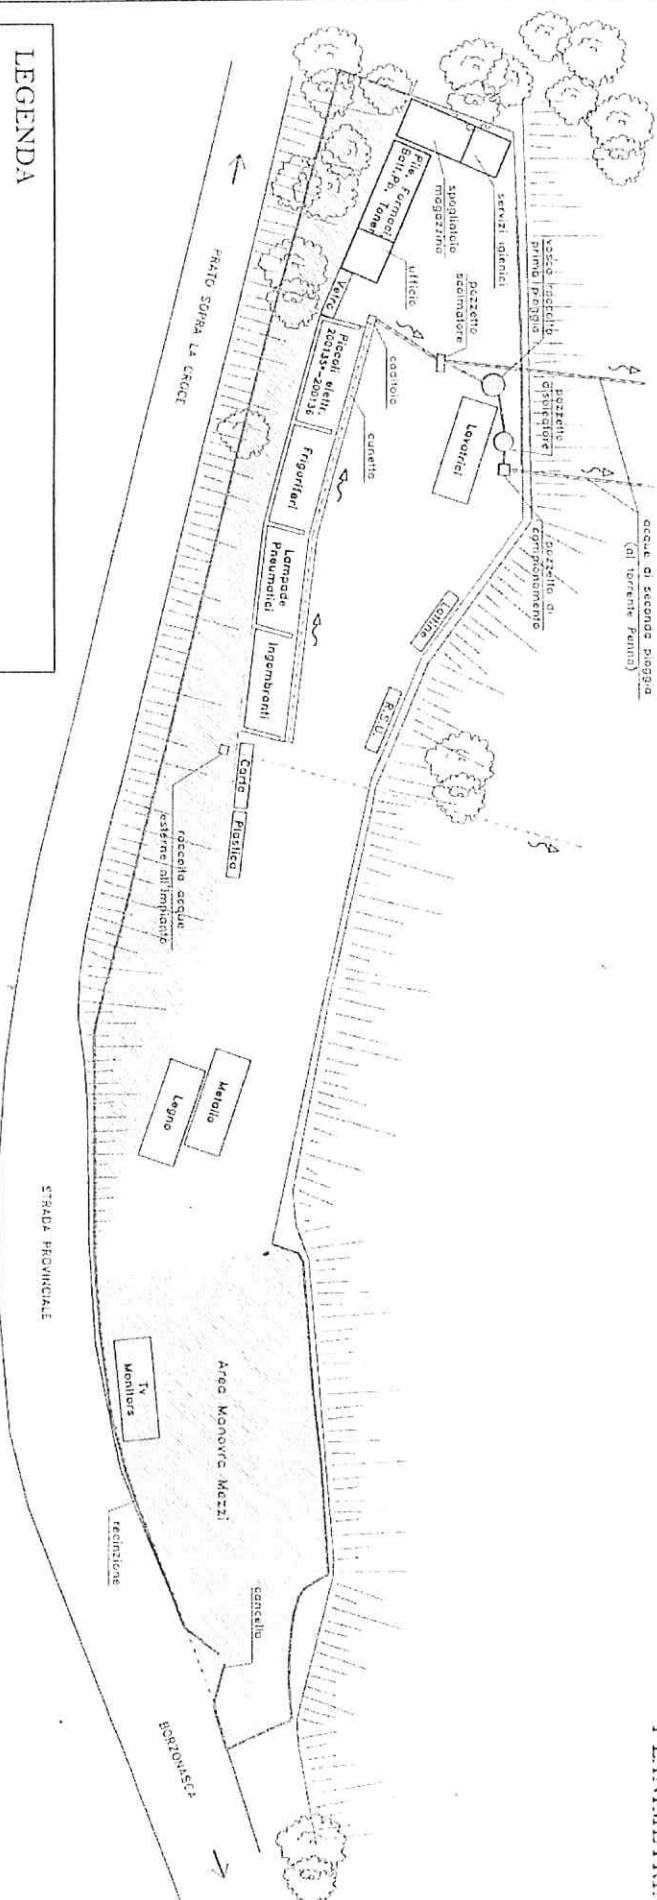 LEGENDA
PRATO SOPRA LA CROCE
STRADA PROVINCIALE
BORZONASCA
servizi igienici
spogliatoio
magazzino
Pile, Farmaci
Batt.Pb, Toner
ufficio
Vetro
vasca raccolta
prima pioggia
pozzetto
scolmatore
pozzetto
disoleatore
acque di seconda pioggia
(al torrente Penna)
pozzetto di
campionamento
Lavatrici
caditoia
cunetta
Piccoli elettr.
200135*-200136
Frigoriferi
Lampade
Pneumatici
Ingombranti
Lattine
R.S.U.
Carta
Plastica
raccolta acque
esterne all'impianto
Metallo
Legno
Tv
Monitors
Area Manovra Mezzi
recinzione
cancello